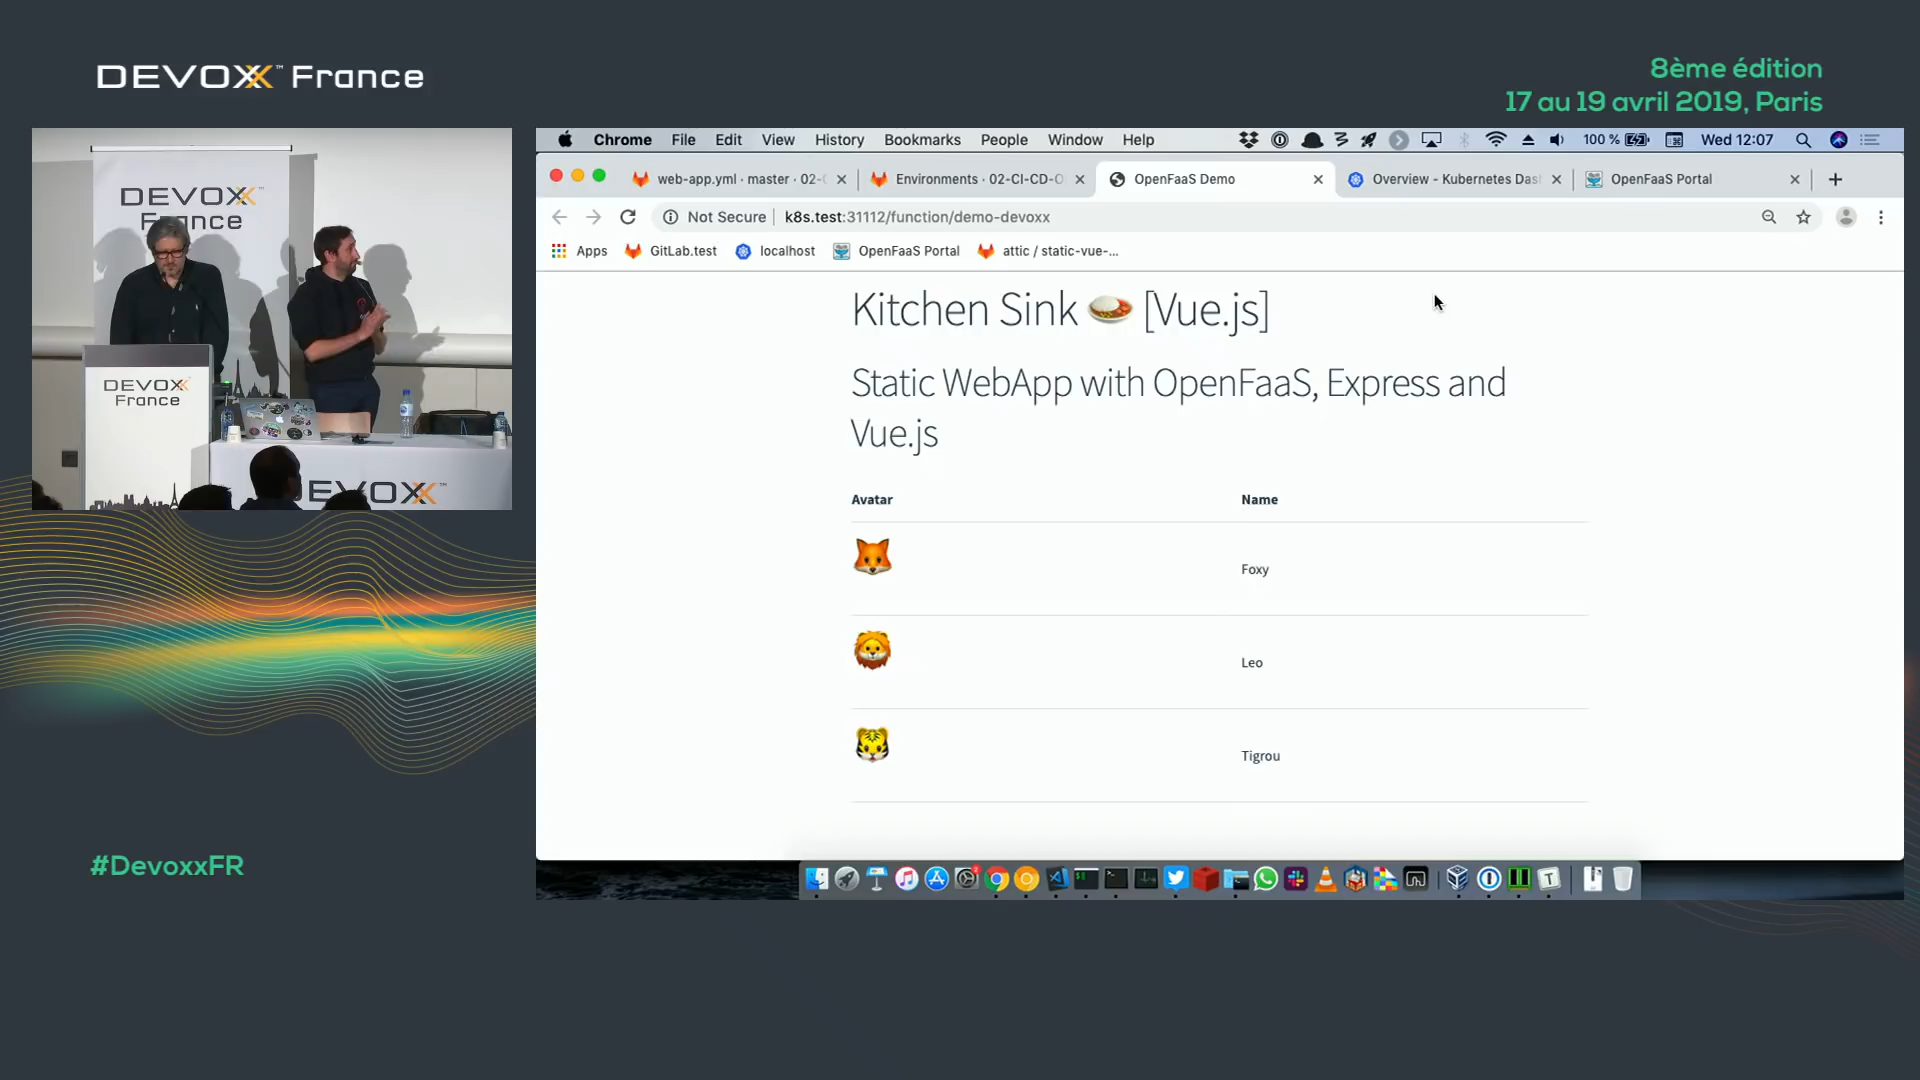 DEVOXX™ France
8ème édition
17 au 19 avril 2019, Paris
DEVOXX™
France
DEVOXX
France
DEVOXX™
Chrome File Edit View History Bookmarks People Window Help 100 % Wed 12:07
web-app.yml · master · 02- Environments · 02-CI-CD-O OpenFaaS Demo Overview - Kubernetes Das OpenFaaS Portal
Not Secure k8s.test:31112/function/demo-devoxx
Apps GitLab.test localhost OpenFaaS Portal attic / static-vue-...
Kitchen Sink 🍛 [Vue.js]
Static WebApp with OpenFaaS, Express and
Vue.js
Avatar Name
Foxy
Leo
Tigrou
#DevoxxFR